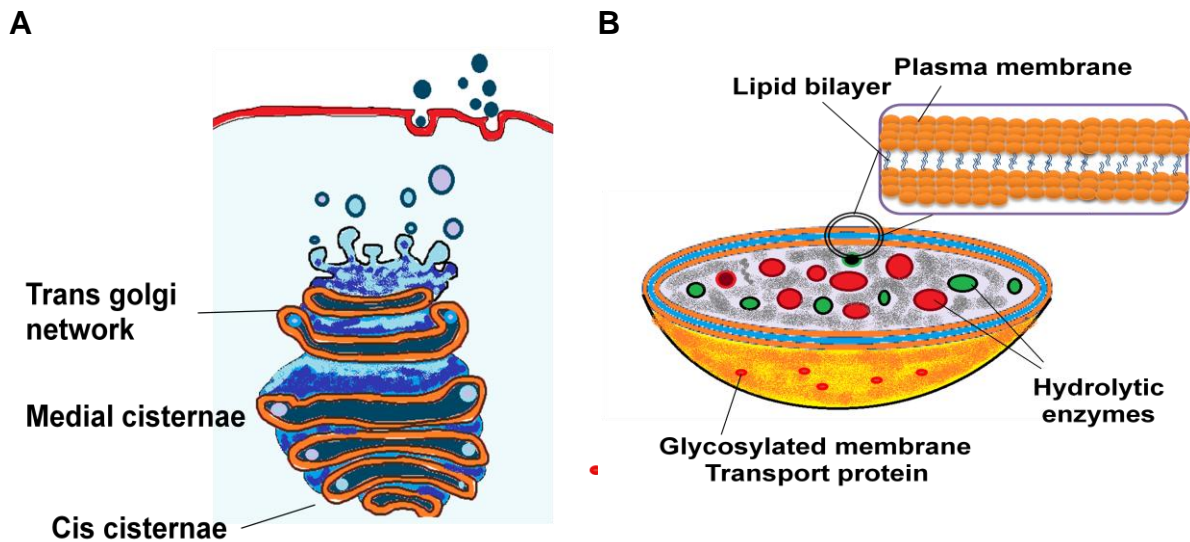 A
Trans golgi
network
Medial cisternae
Cis cisternae
B
Plasma membrane
Lipid bilayer
Hydrolytic
enzymes
Glycosylated membrane
Transport protein